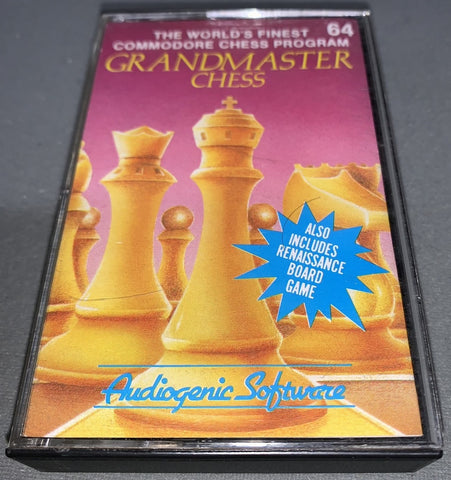 THE WORLD'S FINEST 64
COMMODORE CHESS PROGRAM
GRANDMASTER
CHESS
ALSO
INCLUDES
RENAISSANCE
BOARD
GAME
Audiogenic Software